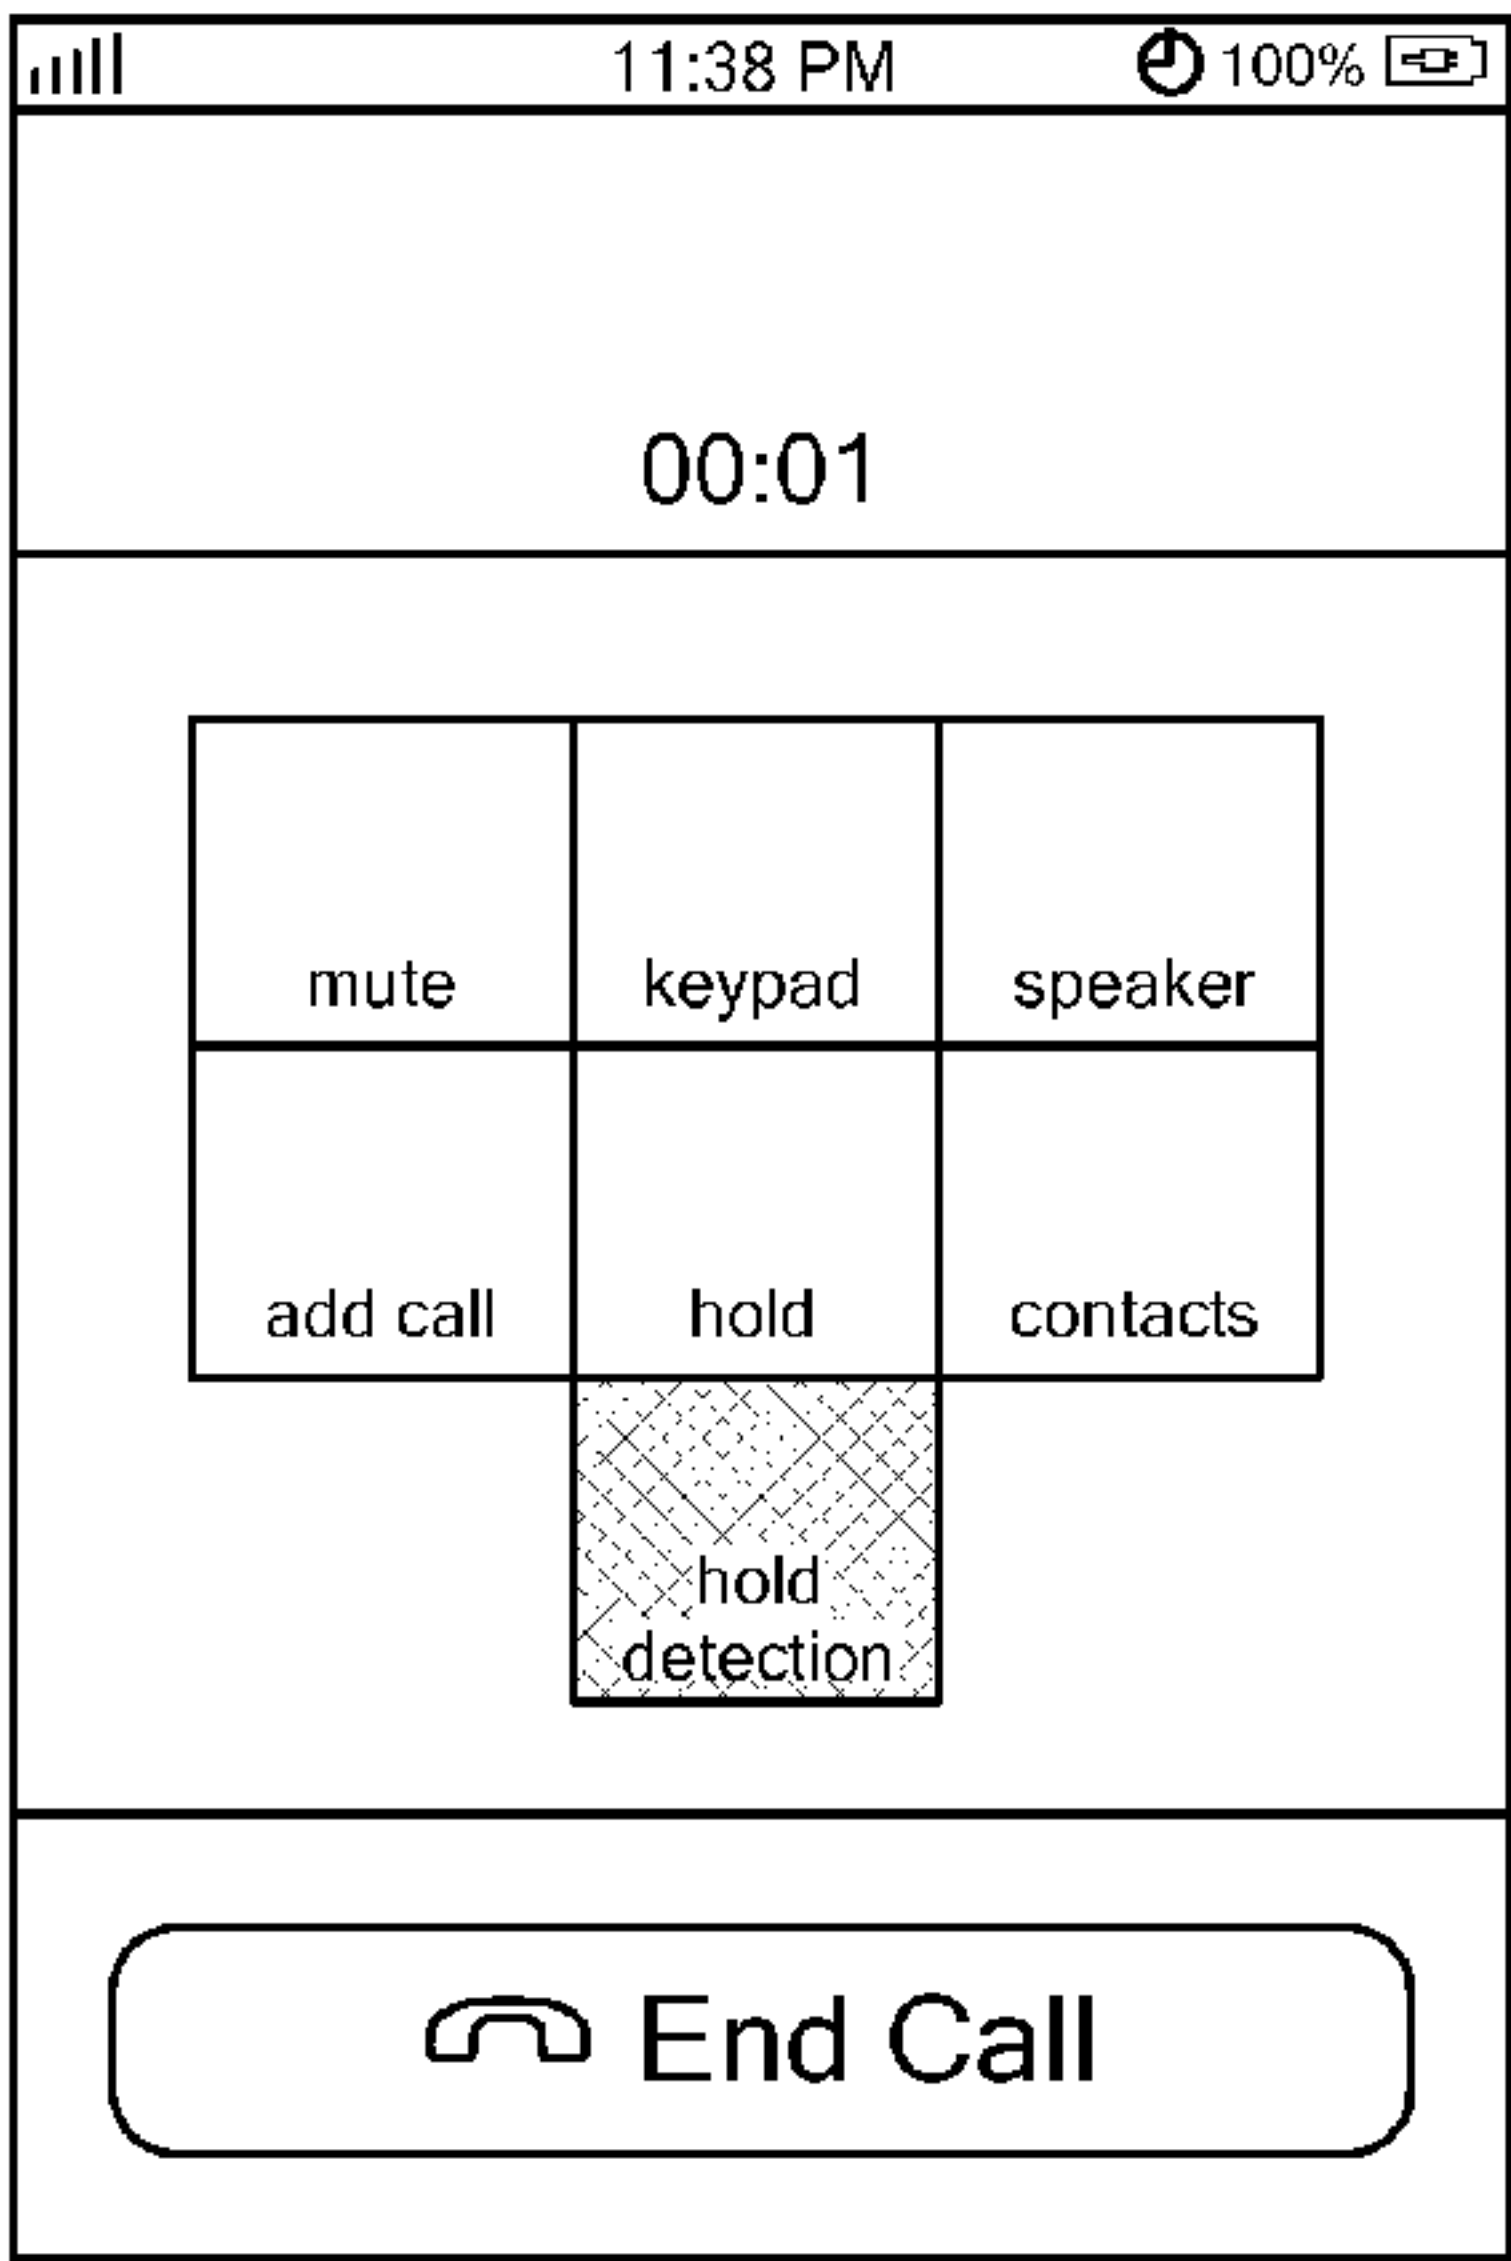 11:38 PM 100%
00:01
mute keypad speaker
add call hold contacts
hold
detection
End Call